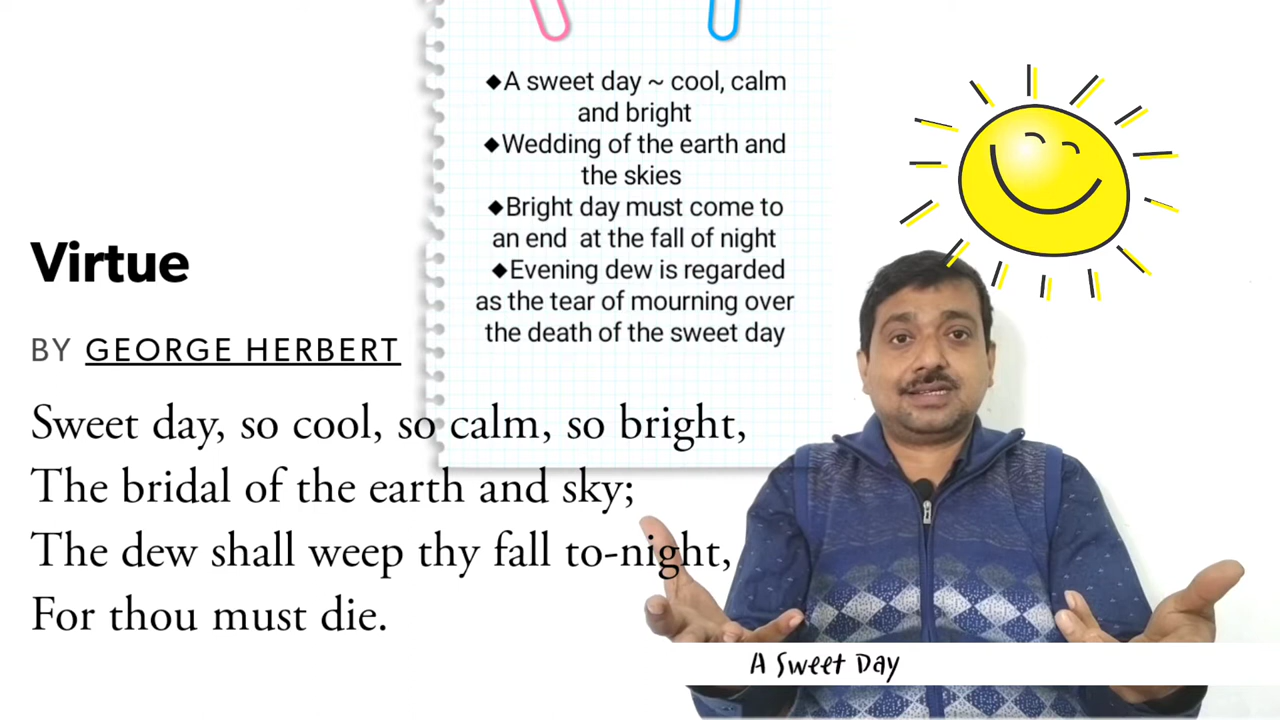 ◆A sweet day ~ cool, calm
and bright
◆Wedding of the earth and
the skies
◆Bright day must come to
an end at the fall of night
◆Evening dew is regarded
as the tear of mourning over
the death of the sweet day
Virtue
BY GEORGE HERBERT
Sweet day, so cool, so calm, so bright,
The bridal of the earth and sky;
The dew shall weep thy fall to-night,
For thou must die.
A Sweet Day